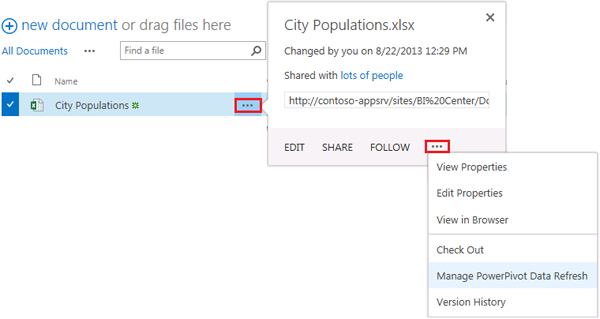 new document or drag files here
All Documents ••• Find a file
Name
City Populations •••
City Populations.xlsx
Changed by you on 8/22/2013 12:29 PM
Shared with lots of people
http://contoso-appsrv/sites/BI%20Center/Do
EDIT SHARE FOLLOW •••
View Properties
Edit Properties
View in Browser
Check Out
Manage PowerPivot Data Refresh
Version History